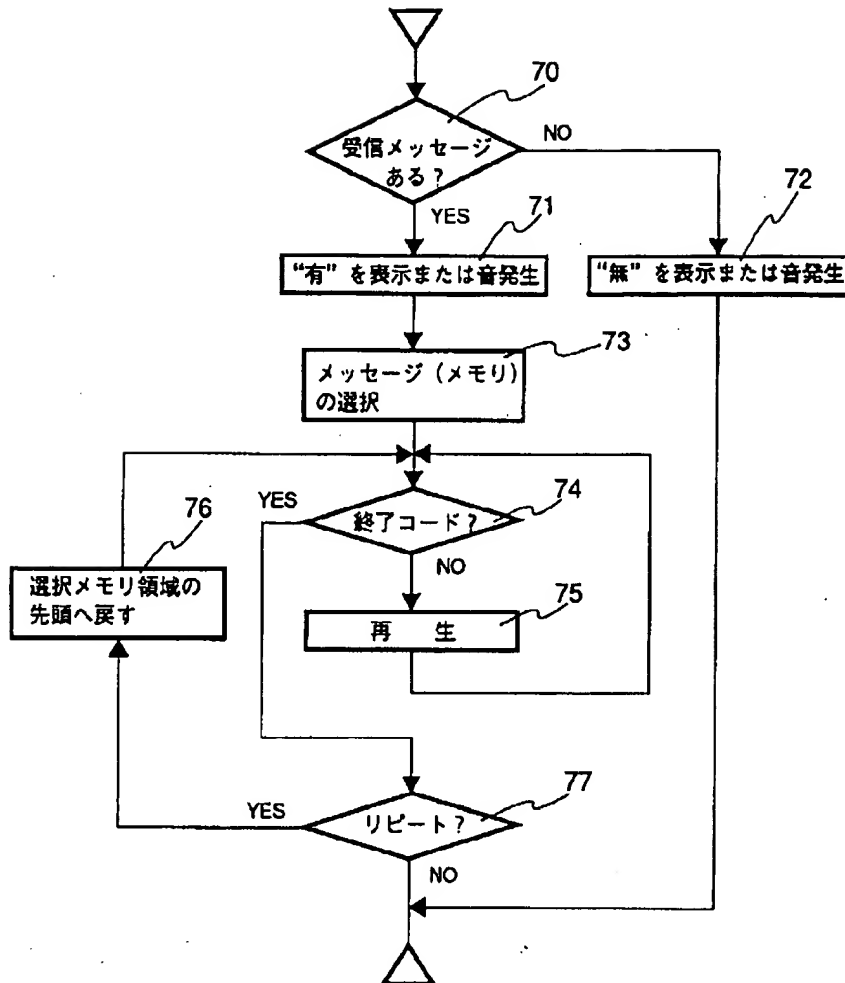 70
受信メッセージ
ある?
NO
YES
71
72
“有”を表示または音発生
“無”を表示または音発生
73
メッセージ(メモリ)
の選択
YES
74
終了コード?
76
NO
選択メモリ領域の
先頭へ戻す
75
再 生
77
YES
リピート?
NO